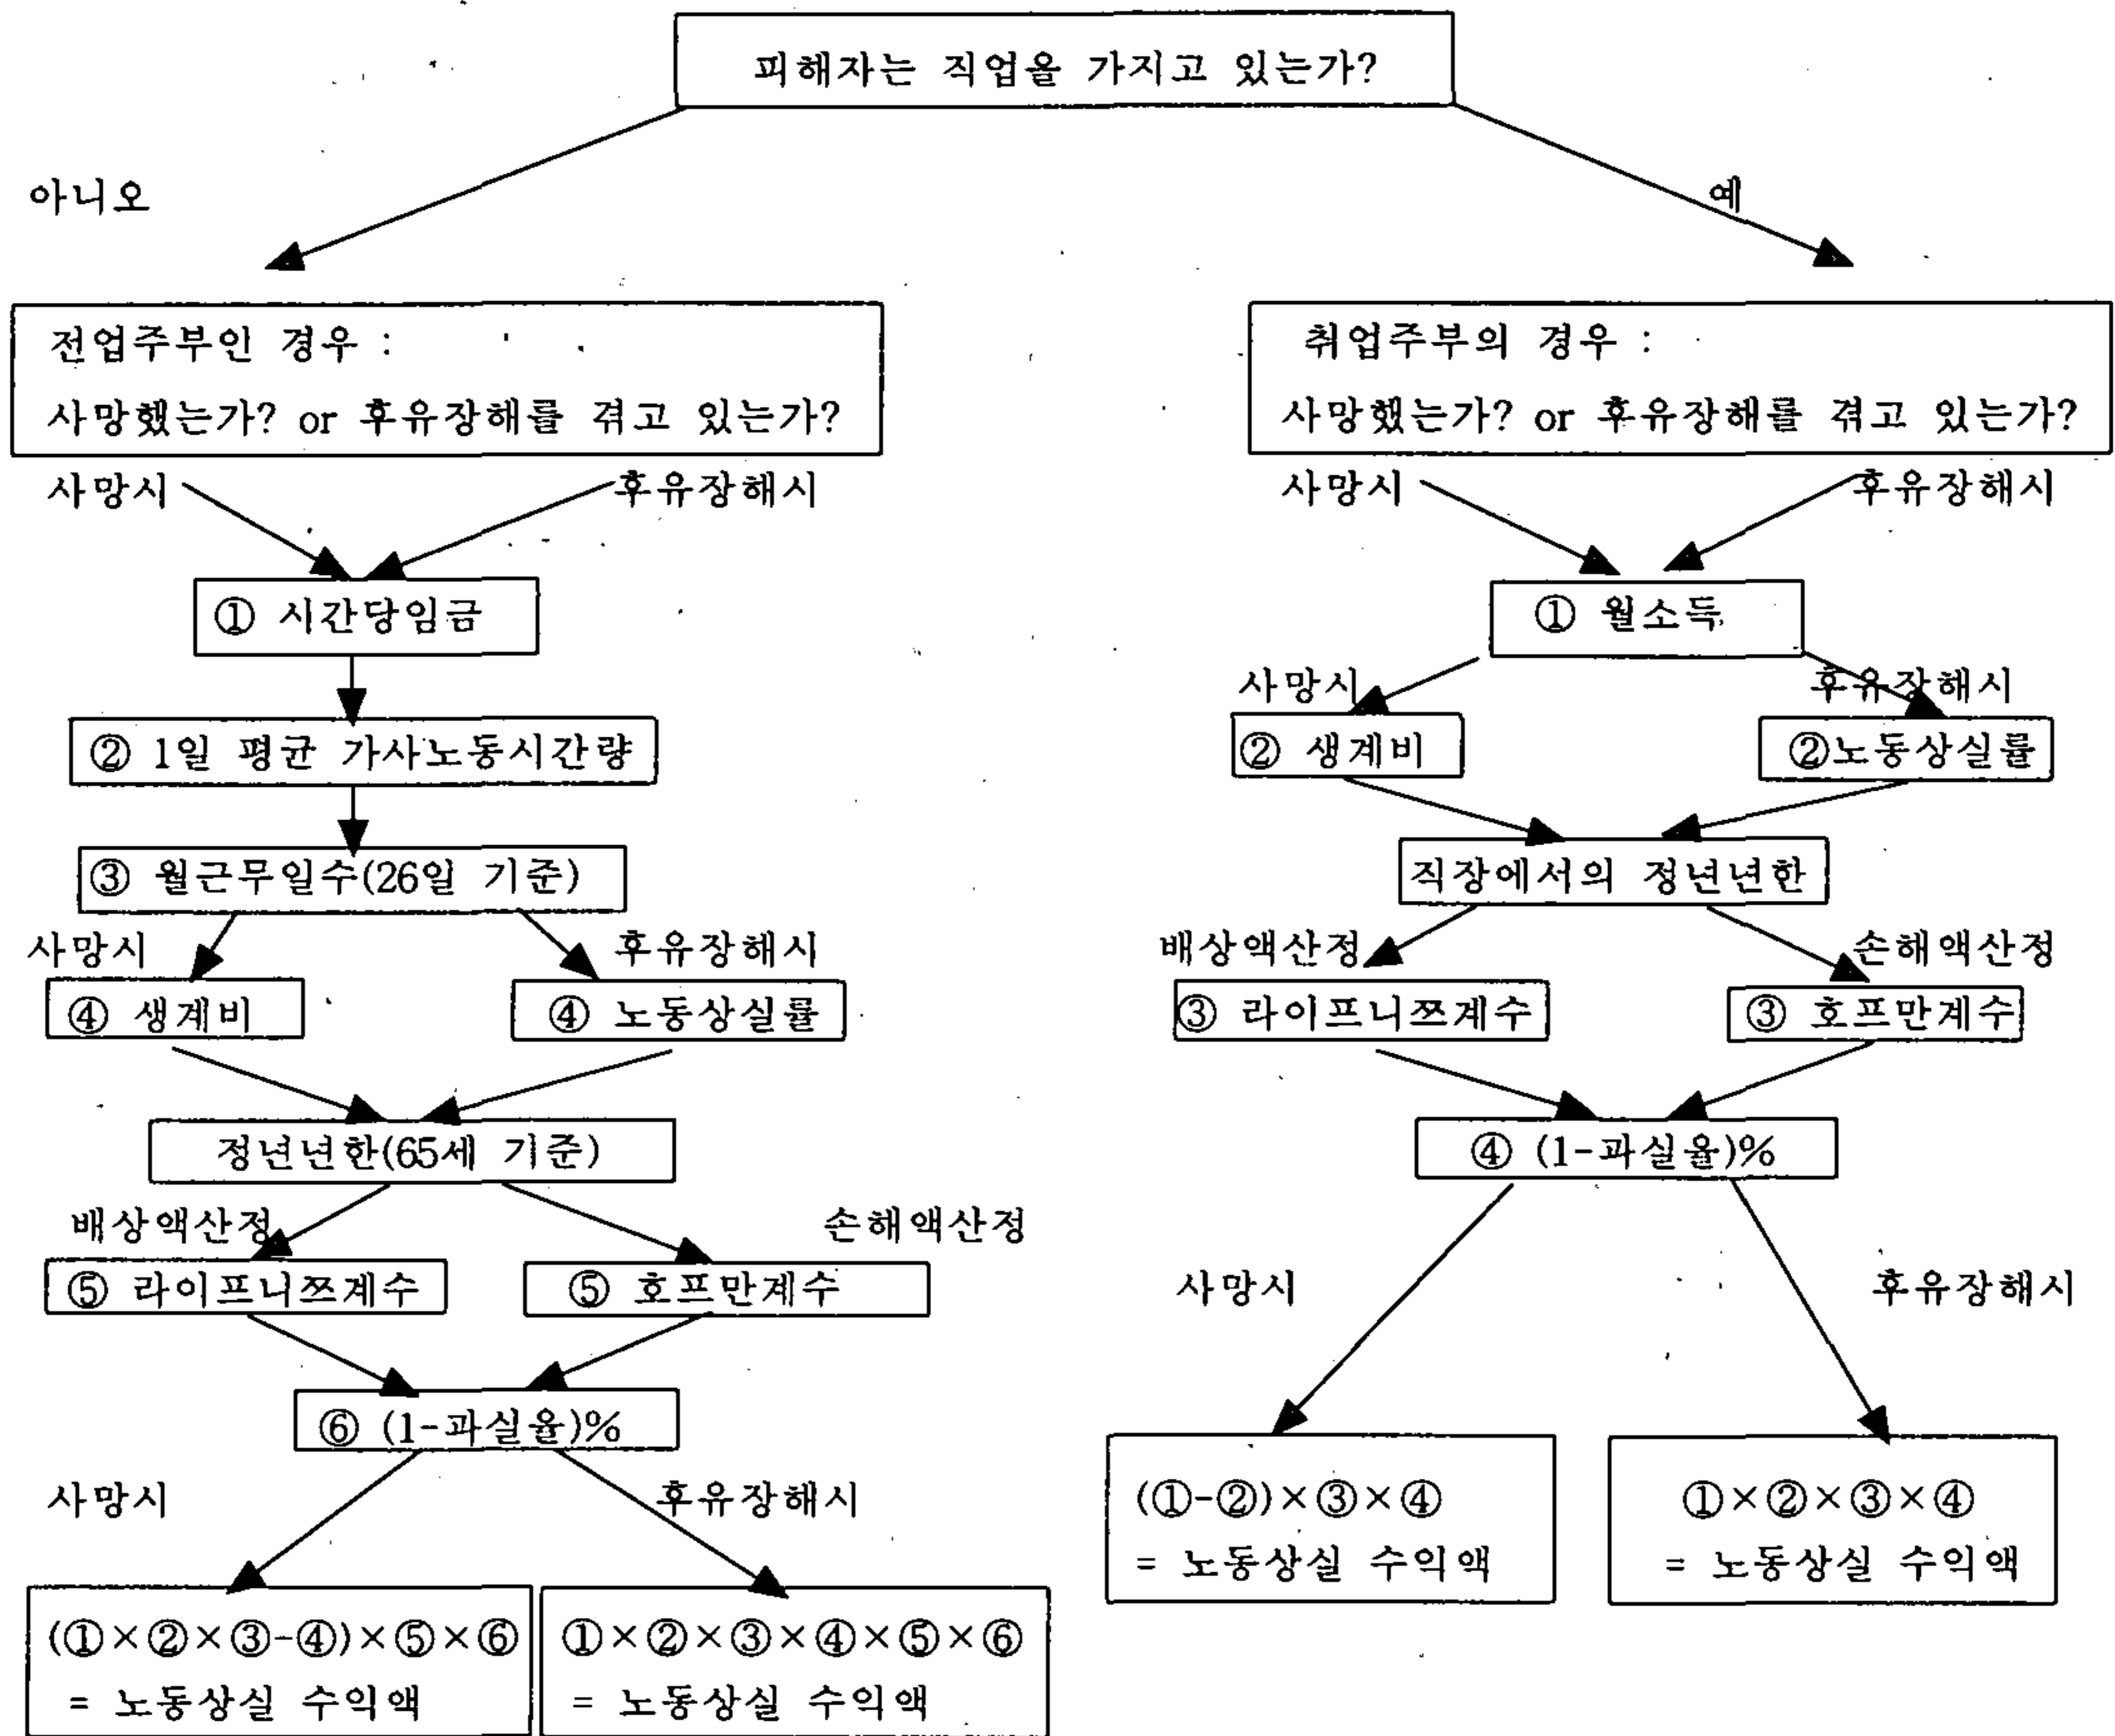 피해자는 직업을 가지고 있는가?
아니오
예
전업주부인 경우 :
사망했는가? or 후유장해를 겪고 있는가?
취업주부의 경우 :
사망했는가? or 후유장해를 겪고 있는가?
사망시
후유장해시
사망시
후유장해시
① 시간당임금
① 월소득
사망시
후유장해시
② 1일 평균 가사노동시간량
② 생계비
②노동상실률
③ 월근무일수(26일 기준)
직장에서의 정년년한
사망시
후유장해시
배상액산정
손해액산정
④ 생계비
④ 노동상실률
③ 라이프니쯔계수
③ 호프만계수
정년년한(65세 기준)
④ (1-과실율)%
배상액산정
손해액산정
⑤ 라이프니쯔계수
⑤ 호프만계수
사망시
후유장해시
⑥ (1-과실율)%
사망시
후유장해시
(①-②)×③×④
= 노동상실 수익액
①×②×③×④
= 노동상실 수익액
(①×②×③-④)×⑤×⑥
= 노동상실 수익액
①×②×③×④×⑤×⑥
= 노동상실 수익액